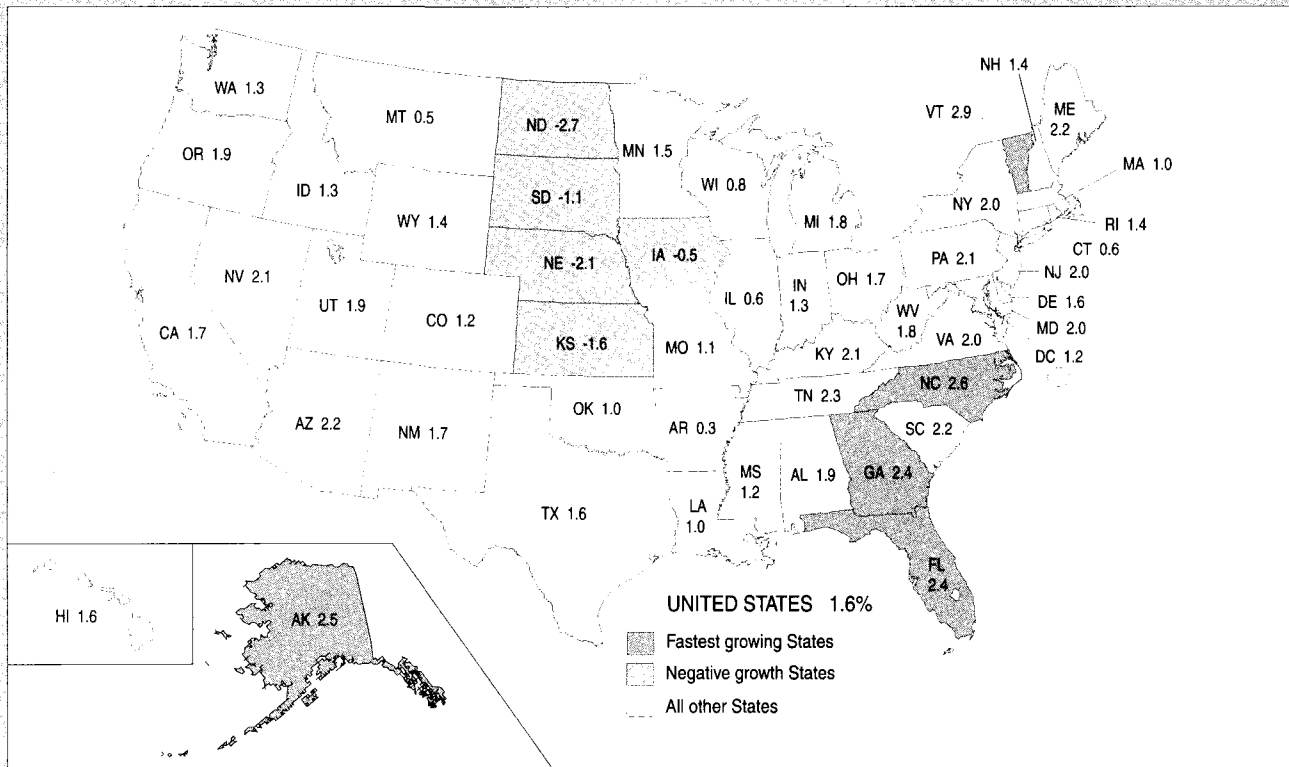 NH 1.4
WA 1.3
MT 0.5
ND -2.7
VT 2.9
ME
2.2
OR 1.9
MN 1.5
MA 1.0
ID 1.3
SD -1.1
WI 0.8
WY 1.4
MI 1.8
NY 2.0
RI 1.4
CT 0.6
NE -2.1
IA -0.5
PA 2.1
NJ 2.0
NV 2.1
UT 1.9
CO 1.2
IL 0.6
IN
1.3
OH 1.7
DE 1.6
WV
1.8
MD 2.0
CA 1.7
KS -1.6
MO 1.1
KY 2.1
VA 2.0
DC 1.2
NC 2.6
TN 2.3
OK 1.0
AR 0.3
AZ 2.2
NM 1.7
SC 2.2
MS
1.2
AL 1.9
GA 2.4
TX 1.6
LA
1.0
FL
2.4
HI 1.6
AK 2.5
UNITED STATES 1.6%
Fastest growing States
Negative growth States
All other States